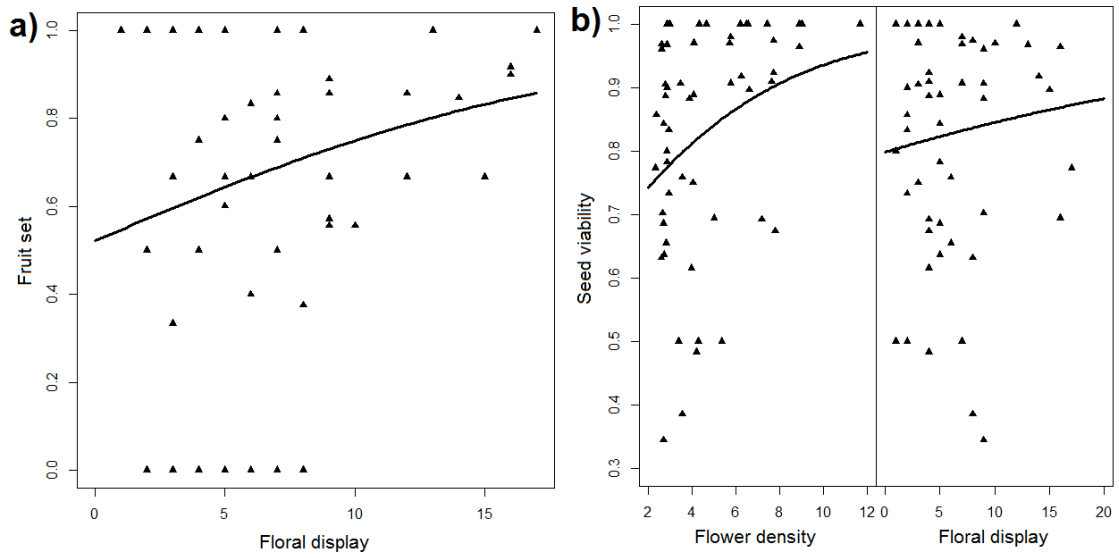 a)
Fruit set
0.0 0.2 0.4 0.6 0.8 1.0
0 5 10 15
Floral display
b)
Seed viability
0.3 0.4 0.5 0.6 0.7 0.8 0.9 1.0
2 4 6 8 10 12
Flower density
0 5 10 15 20
Floral display